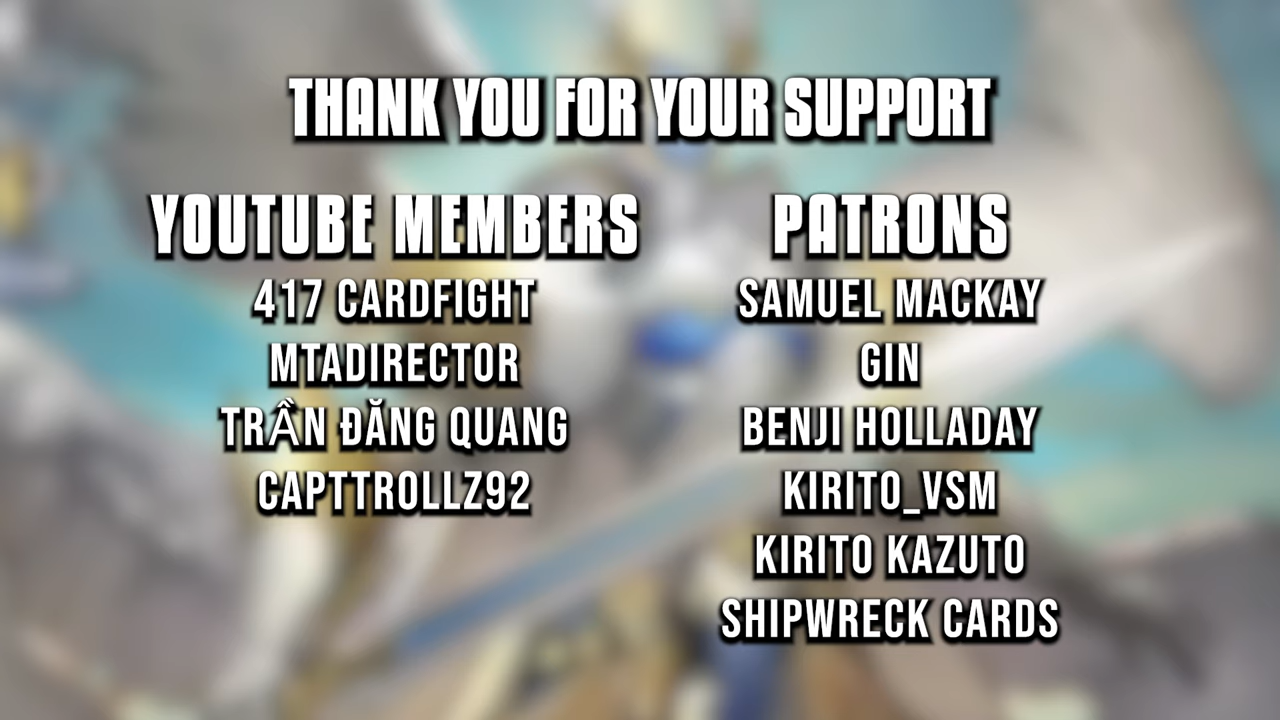 THANK YOU FOR YOUR SUPPORT
YOUTUBE MEMBERS
417 CARDFIGHT
MTADIRECTOR
TRẦN ĐĂNG QUANG
CAPTTROLLZ92
PATRONS
SAMUEL MACKAY
GIN
BENJI HOLLADAY
KIRITO_VSM
KIRITO KAZUTO
SHIPWRECK CARDS